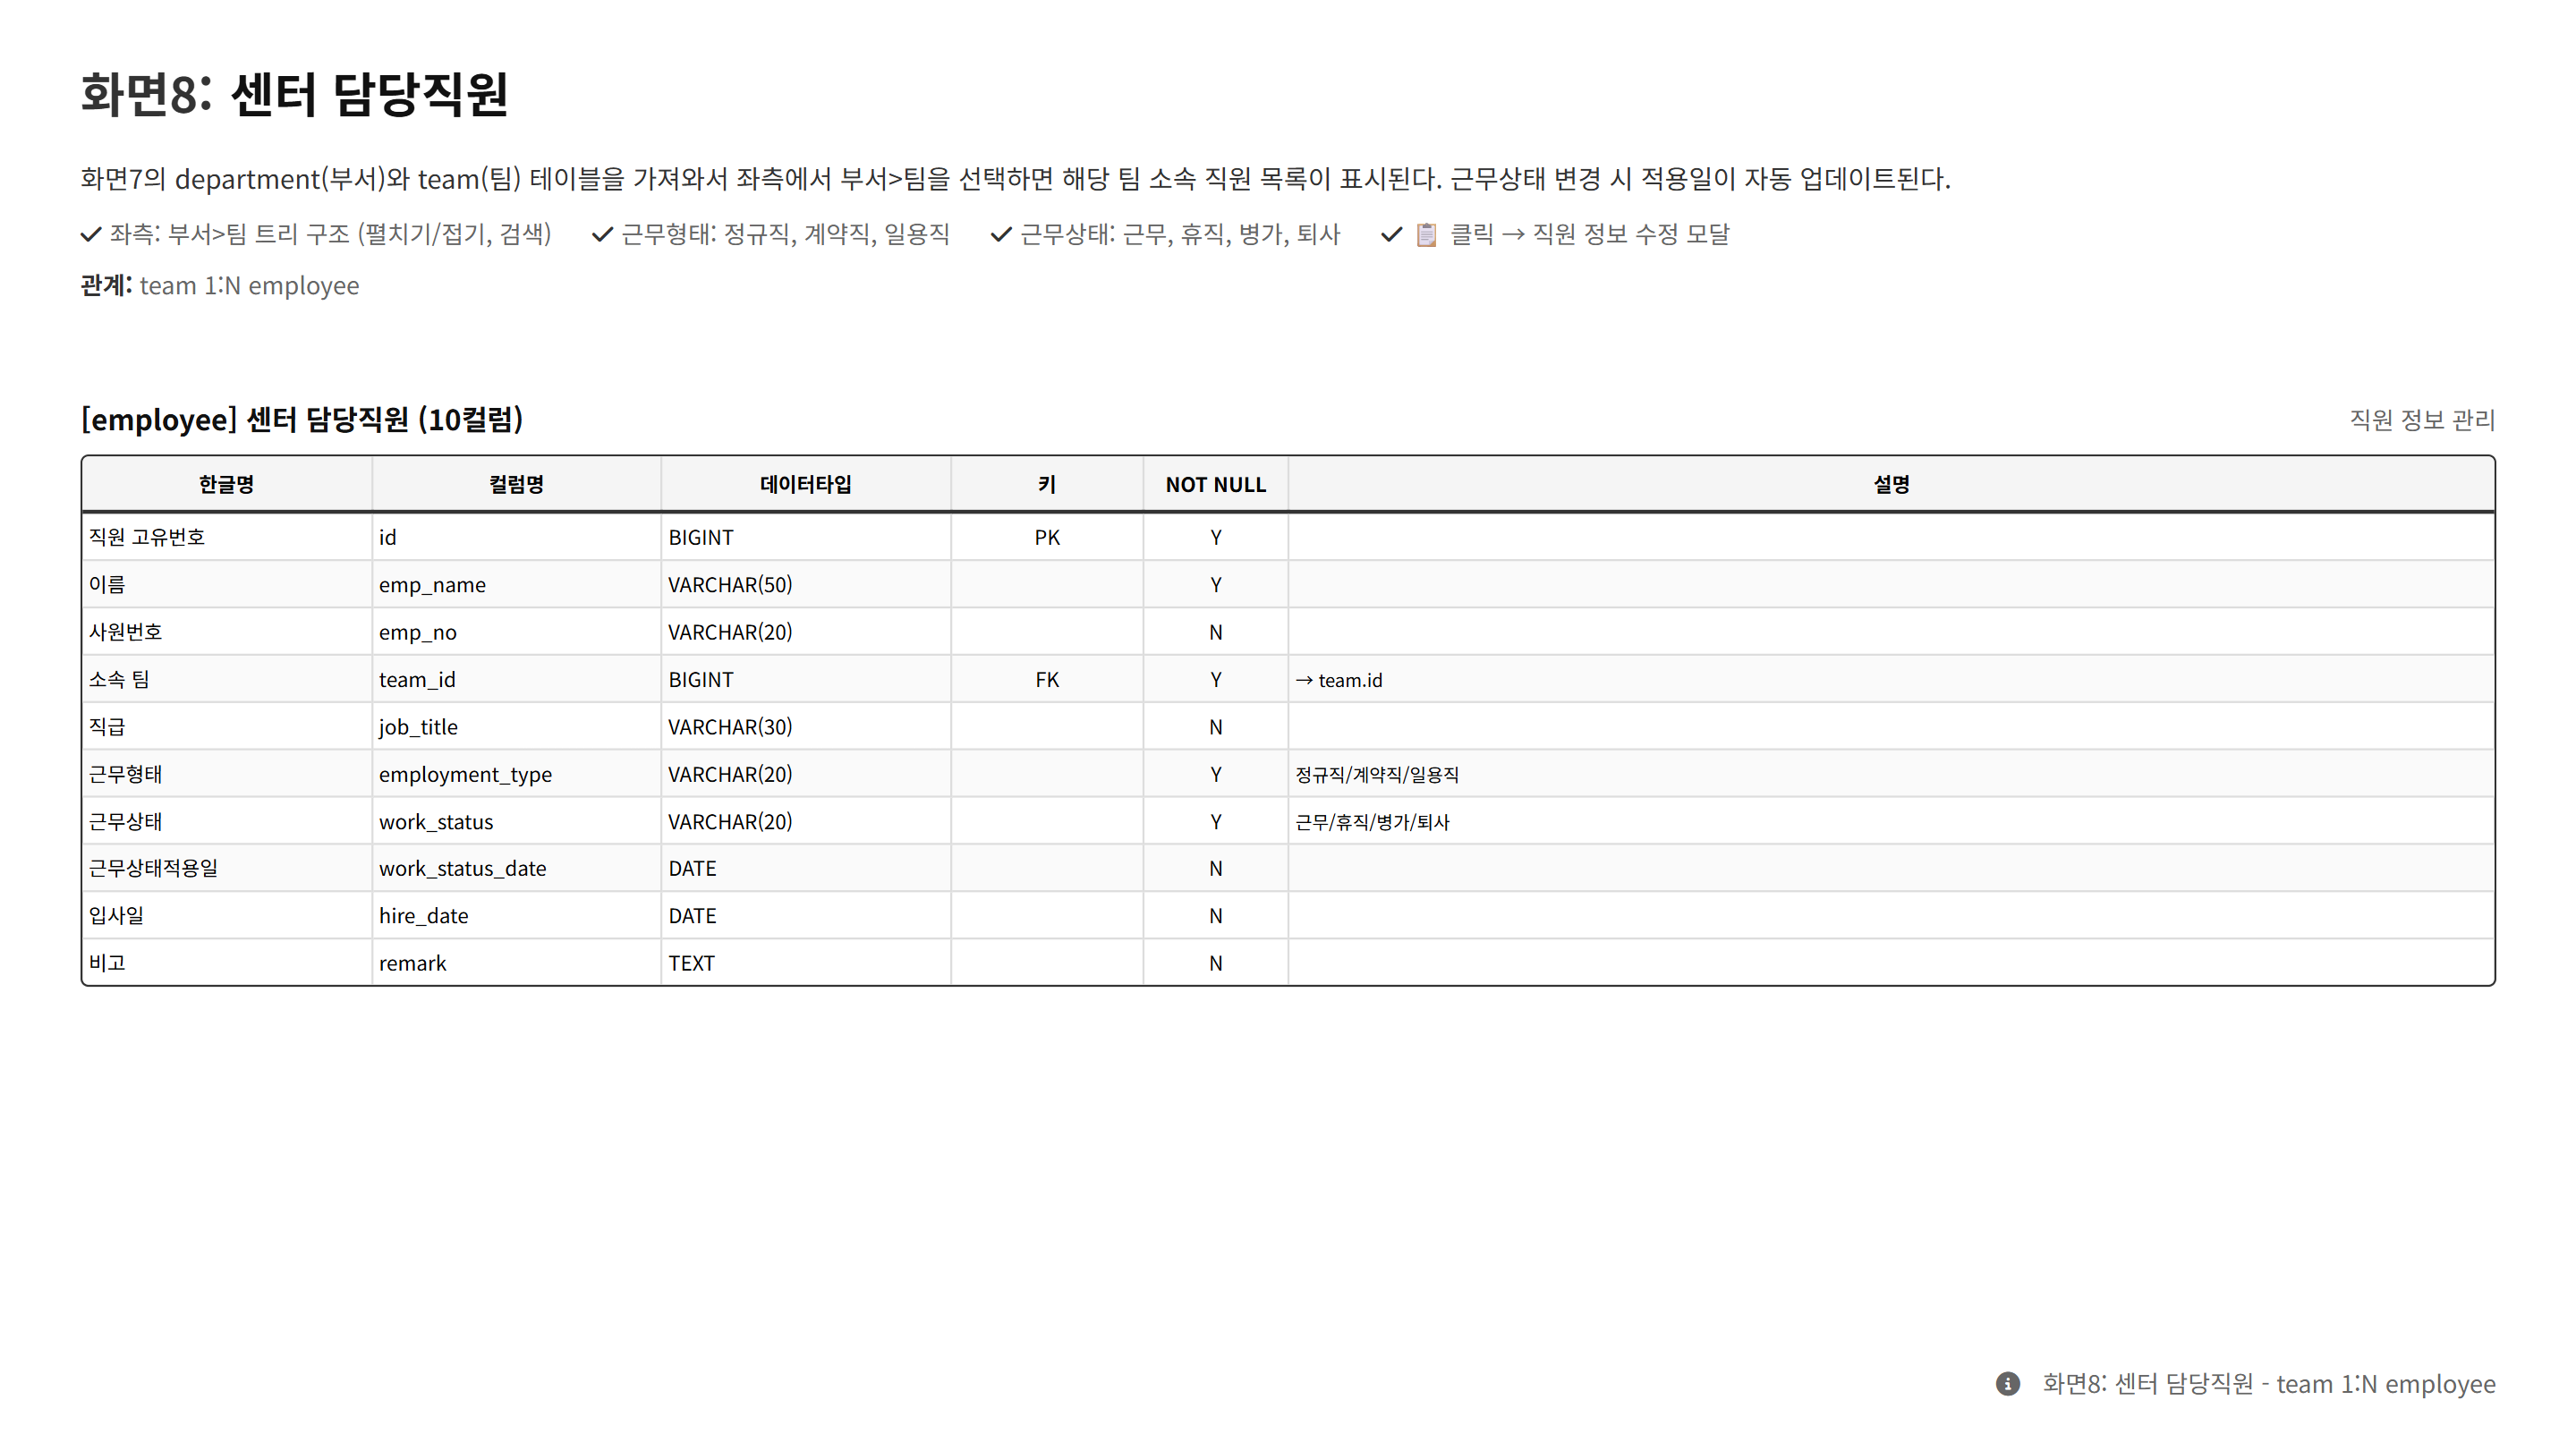 화면8: 센터 담당직원
화면7의 department(부서)와 team(팀) 테이블을 가져와서 좌측에서 부서>팀을 선택하면 해당 팀 소속 직원 목록이 표시된다. 근무상태 변경 시 적용일이 자동 업데이트된다.
✓ 좌측: 부서>팀 트리 구조 (펼치기/접기, 검색) ✓ 근무형태: 정규직, 계약직, 일용직 ✓ 근무상태: 근무, 휴직, 병가, 퇴사 ✓ 📋 클릭 → 직원 정보 수정 모달
관계: team 1:N employee
[employee] 센터 담당직원 (10컬럼) 직원 정보 관리
한글명 컬럼명 데이터타입 키 NOT NULL 설명
직원 고유번호 id BIGINT PK Y
이름 emp_name VARCHAR(50) Y
사원번호 emp_no VARCHAR(20) N
소속 팀 team_id BIGINT FK Y → team.id
직급 job_title VARCHAR(30) N
근무형태 employment_type VARCHAR(20) Y 정규직/계약직/일용직
근무상태 work_status VARCHAR(20) Y 근무/휴직/병가/퇴사
근무상태적용일 work_status_date DATE N
입사일 hire_date DATE N
비고 remark TEXT N
화면8: 센터 담당직원 - team 1:N employee